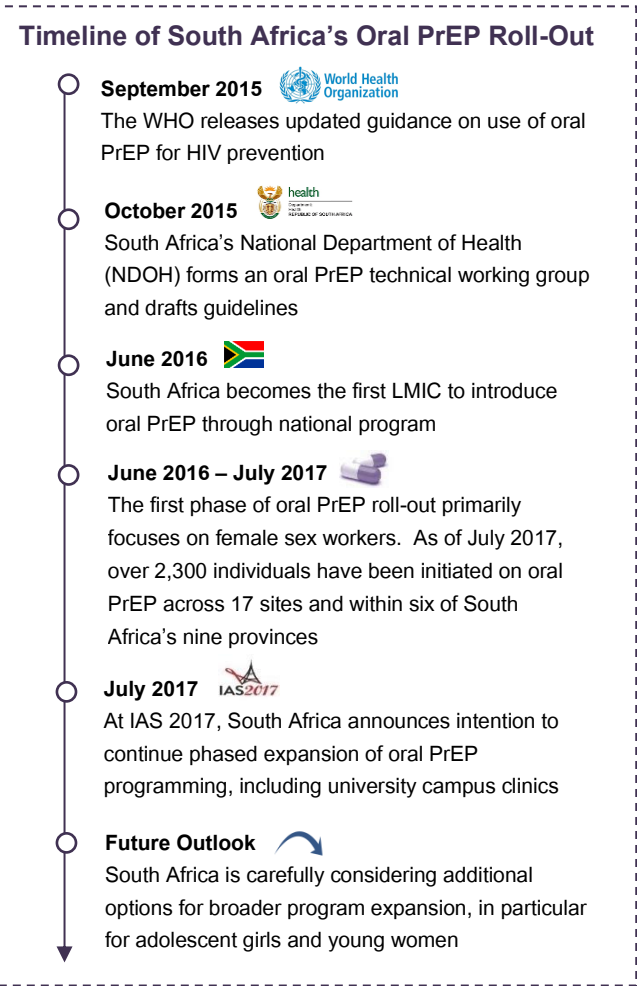 Timeline of South Africa's Oral PrEP Roll-Out
September 2015
World Health
Organization
The WHO releases updated guidance on use of oral
PrEP for HIV prevention
October 2015
health
Department:
Health
REPUBLIC OF SOUTH AFRICA
South Africa's National Department of Health
(NDOH) forms an oral PrEP technical working group
and drafts guidelines
June 2016
South Africa becomes the first LMIC to introduce
oral PrEP through national program
June 2016 – July 2017
The first phase of oral PrEP roll-out primarily
focuses on female sex workers.  As of July 2017,
over 2,300 individuals have been initiated on oral
PrEP across 17 sites and within six of South
Africa's nine provinces
July 2017
IAS2017
At IAS 2017, South Africa announces intention to
continue phased expansion of oral PrEP
programming, including university campus clinics
Future Outlook
South Africa is carefully considering additional
options for broader program expansion, in particular
for adolescent girls and young women